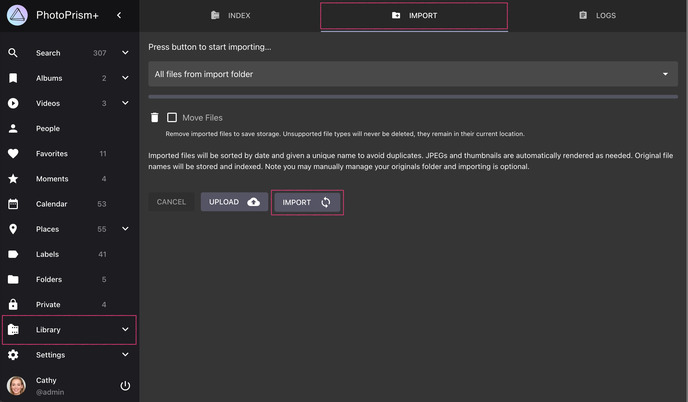 PhotoPrism+
Search 307
Albums 2
Videos 3
People
Favorites 11
Moments 4
Calendar 53
Places 55
Labels 41
Folders 5
Private 4
Library
Settings
Cathy
@admin
INDEX
IMPORT
LOGS
Press button to start importing...
All files from import folder
Move Files
Remove imported files to save storage. Unsupported file types will never be deleted, they remain in their current location.
Imported files will be sorted by date and given a unique name to avoid duplicates. JPEGs and thumbnails are automatically rendered as needed. Original file
names will be stored and indexed. Note you may manually manage your originals folder and importing is optional.
CANCEL
UPLOAD
IMPORT